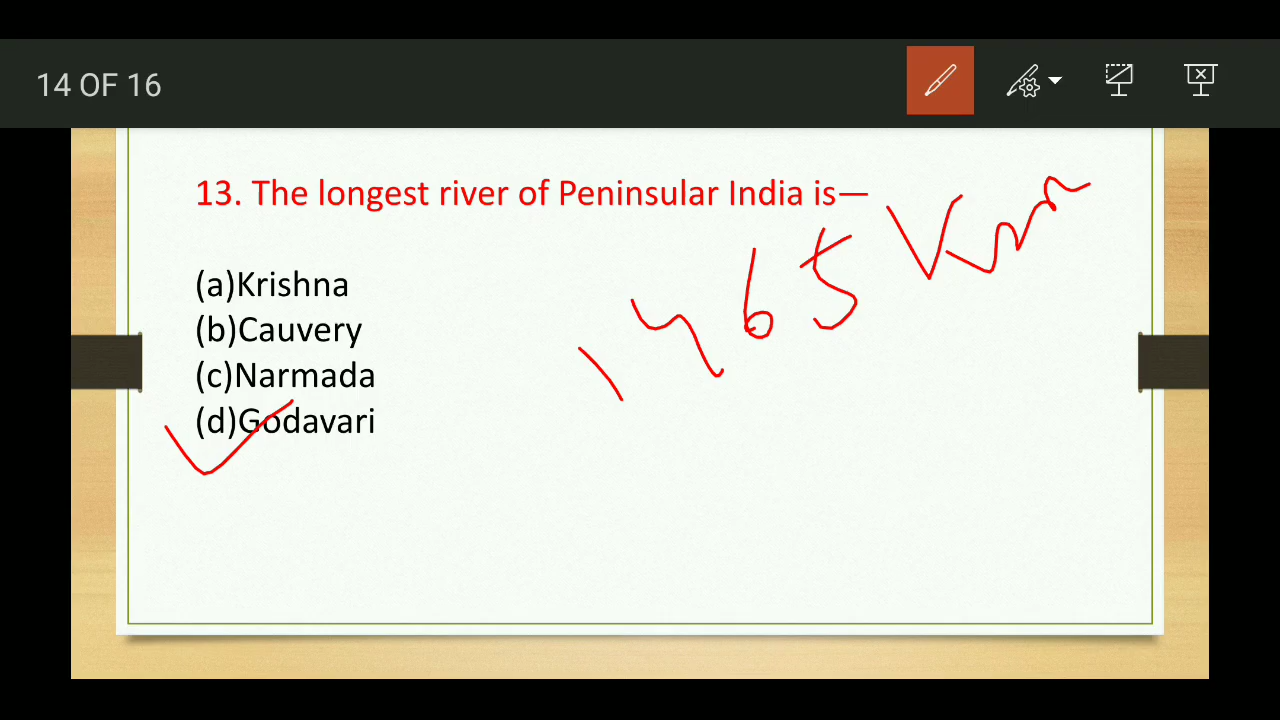 14 OF 16
13. The longest river of Peninsular India is—
1465 Km
(a)Krishna
(b)Cauvery
(c)Narmada
(d)Godavari